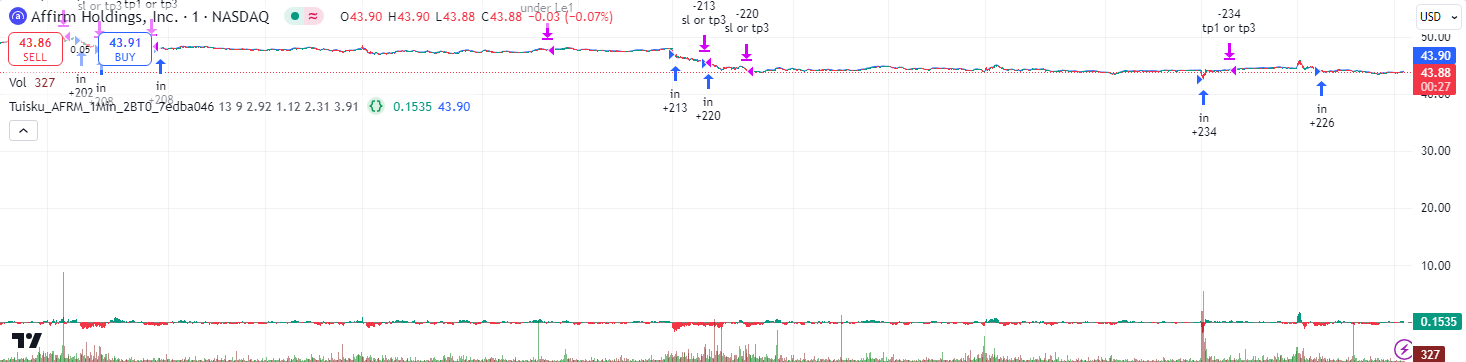 Affirm Holdings, Inc. · 1 · NASDAQ
O43.90 H43.90 L43.88 C43.88 −0.03 (−0.07%)
USD
43.86
SELL
0.05
43.91
BUY
Vol 327
Tuisku_AFRM_1Min_2BT0_7edba046 13 9 2.92 1.12 2.31 3.91 {} 0.1535 43.90
sl or tp3
tp1 or tp3
in
+202
in
+208
in
+208
under Le1
-213
sl or tp3
-220
sl or tp3
in
+213
in
+220
-234
tp1 or tp3
in
+234
in
+226
50.00
43.90
43.88
00:27
40.00
30.00
20.00
10.00
0.1535
327